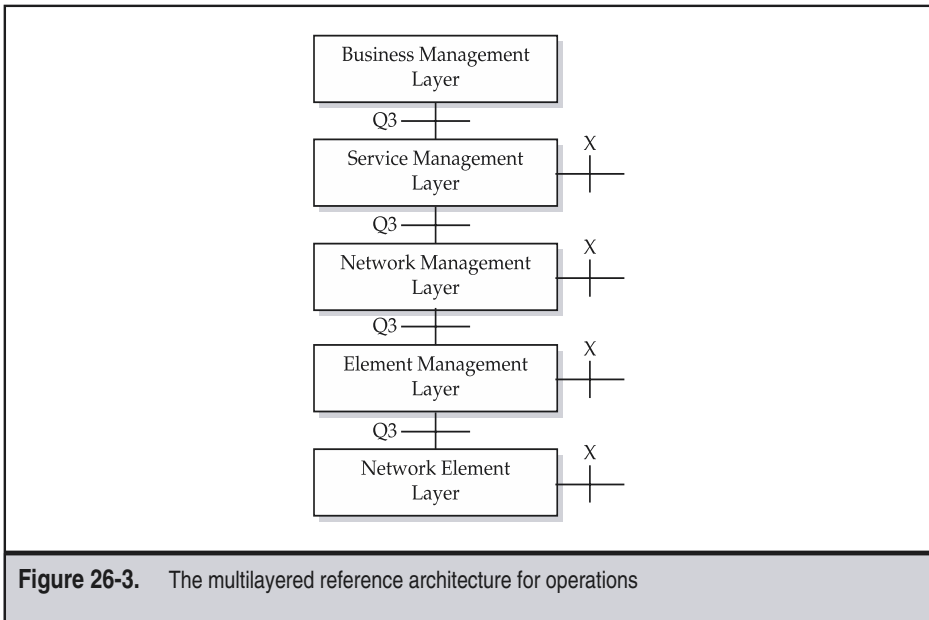 Business Management
Layer
Q3
X
Service Management
Layer
Q3
X
Network Management
Layer
Q3
X
Element Management
Layer
Q3
X
Network Element
Layer
Figure 26-3. The multilayered reference architecture for operations